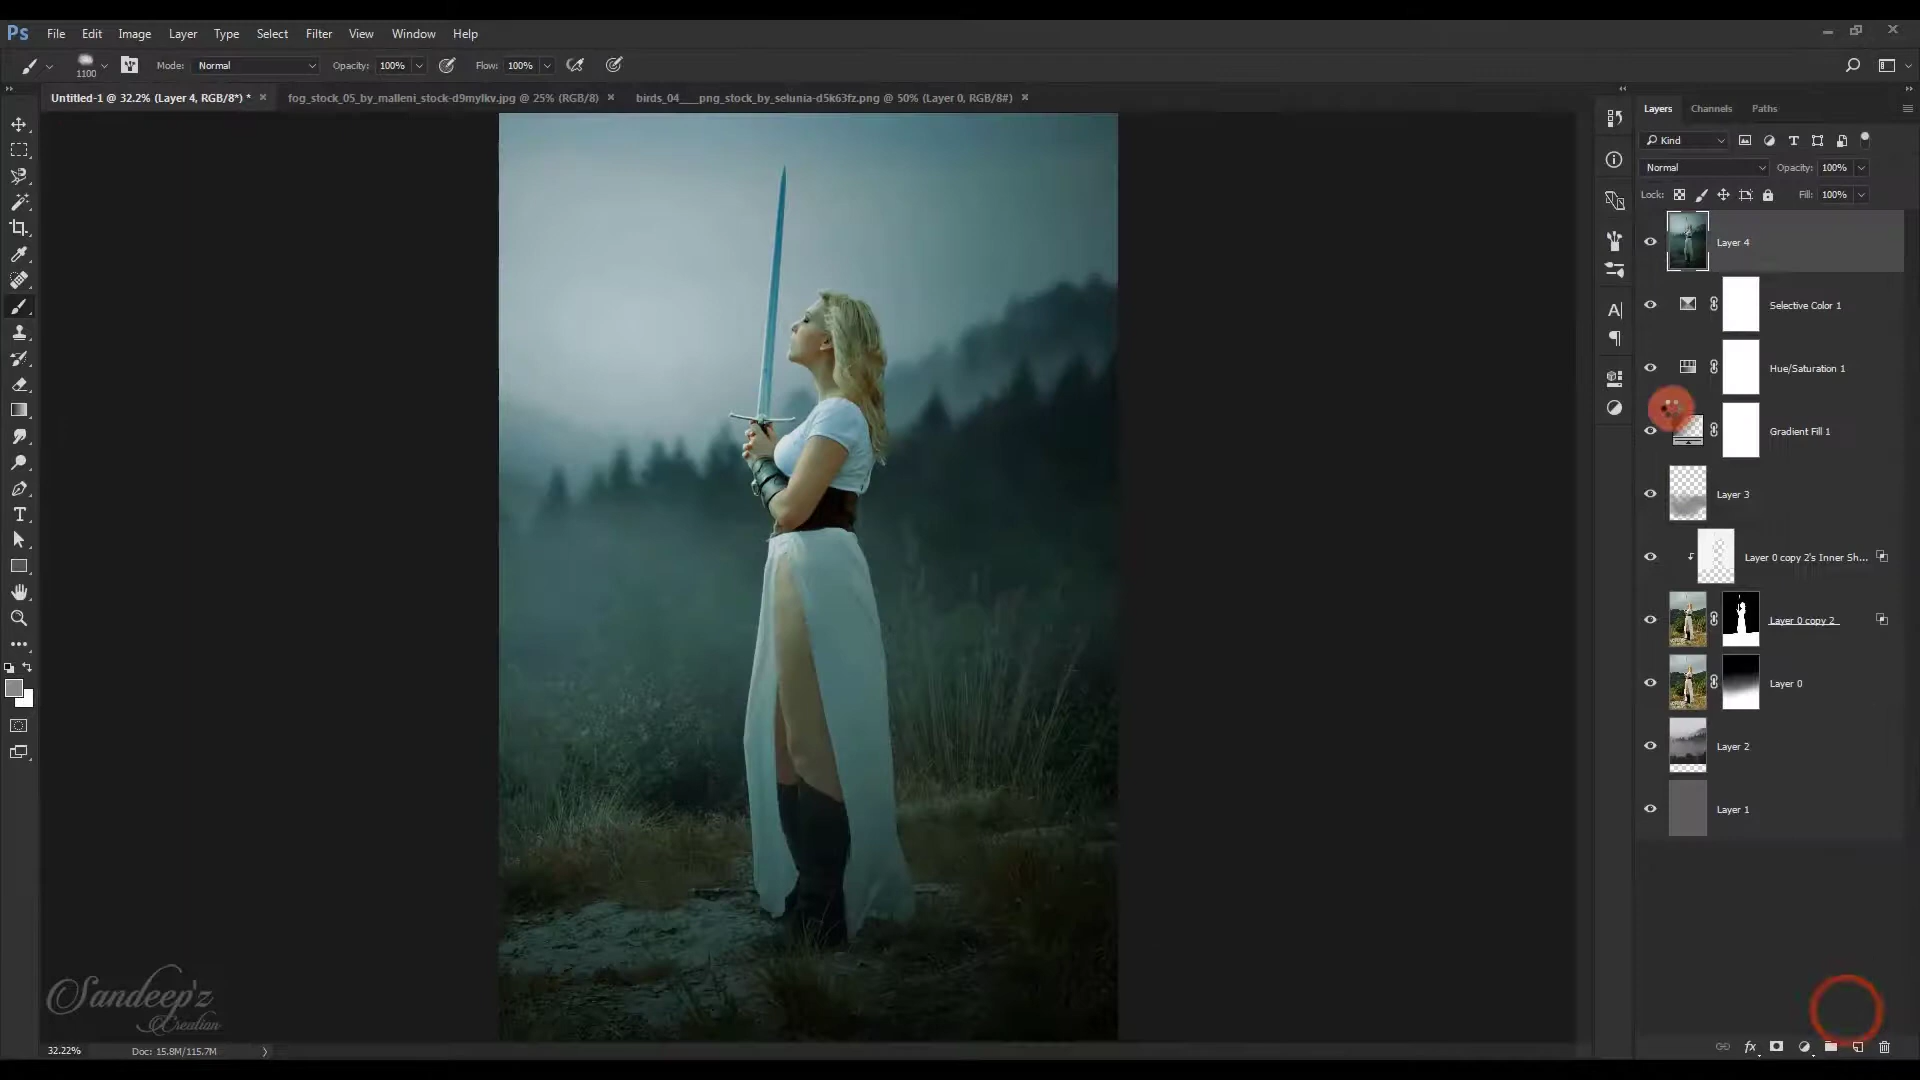 Ps File Edit Image Layer Type Select Filter View Window Help
1100 Mode: Normal Opacity: 100% Flow: 100%
Untitled-1 @ 32.2% (Layer 4, RGB/8*) * fog_stock_05_by_malleni_stock-d9mylkv.jpg @ 25% (RGB/8) birds_04___png_stock_by_selunia-d5k63fz.png @ 50% (Layer 0, RGB/8#)
Layers Channels Paths
Kind
Normal Opacity: 100%
Lock: Fill: 100%
Layer 4
Selective Color 1
Hue/Saturation 1
Gradient Fill 1
Layer 3
Layer 0 copy 2's Inner Sh...
Layer 0 copy 2
Layer 0
Layer 2
Layer 1
Sandeep'z
Creation
32.22% Doc: 15.8M/115.7M
fx